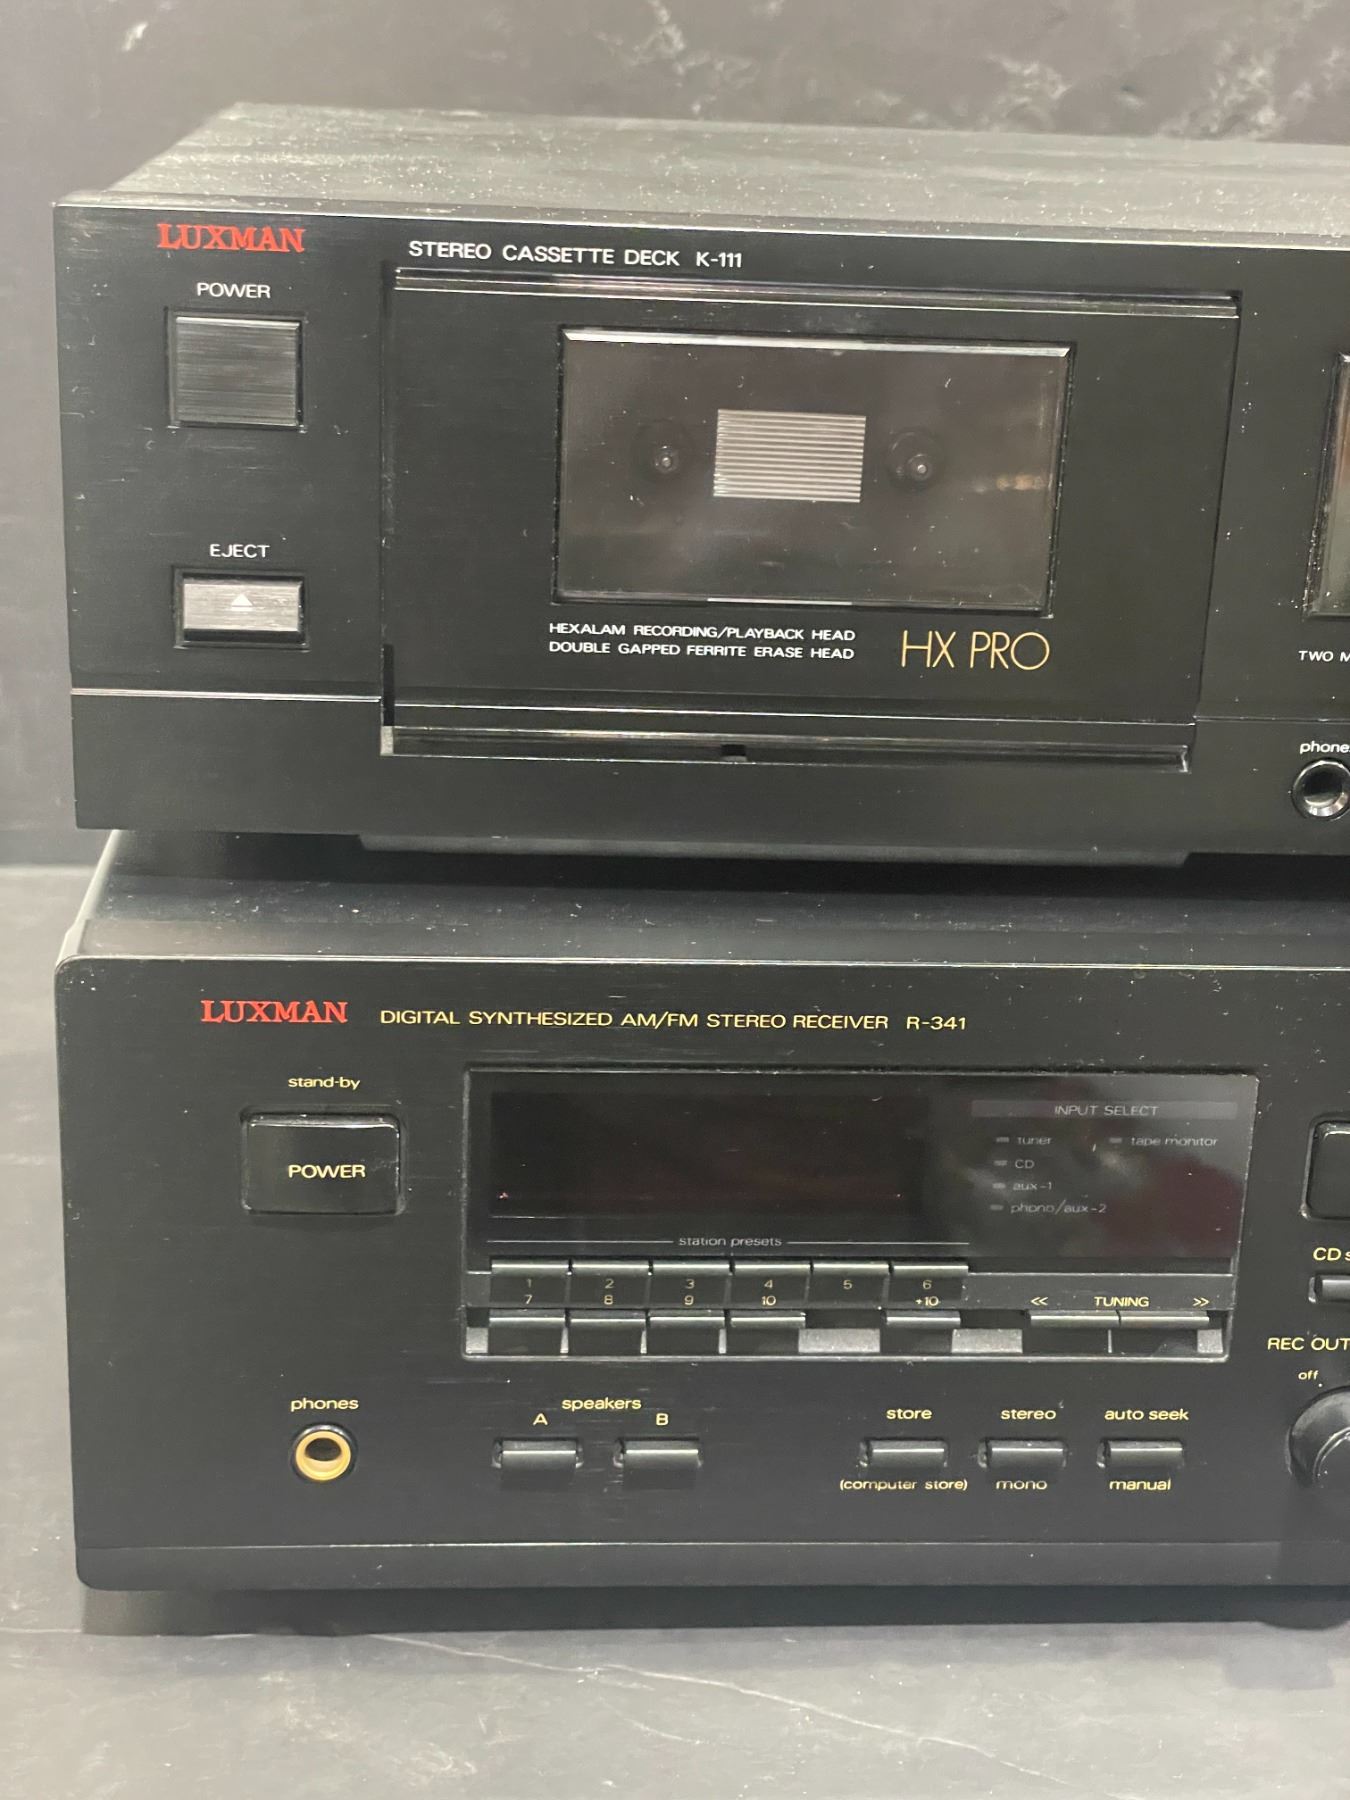 LUXMAN
STEREO CASSETTE DECK K-111
POWER
EJECT
HEXALAM RECORDING/PLAYBACK HEAD
DOUBLE GAPPED FERRITE ERASE HEAD
HX PRO
TWO
phone
LUXMAN DIGITAL SYNTHESIZED AM/FM STEREO RECEIVER R-341
stand-by
POWER
INPUT SELECT
tuner tape monitor
CD
aux-1
phono/aux-2
station presets
1 2 3 4 5 6
7 8 9 10 +10
<< TUNING >>
CD
REC OUT
off
phones
speakers
A B
store stereo auto seek
(computer store) mono manual